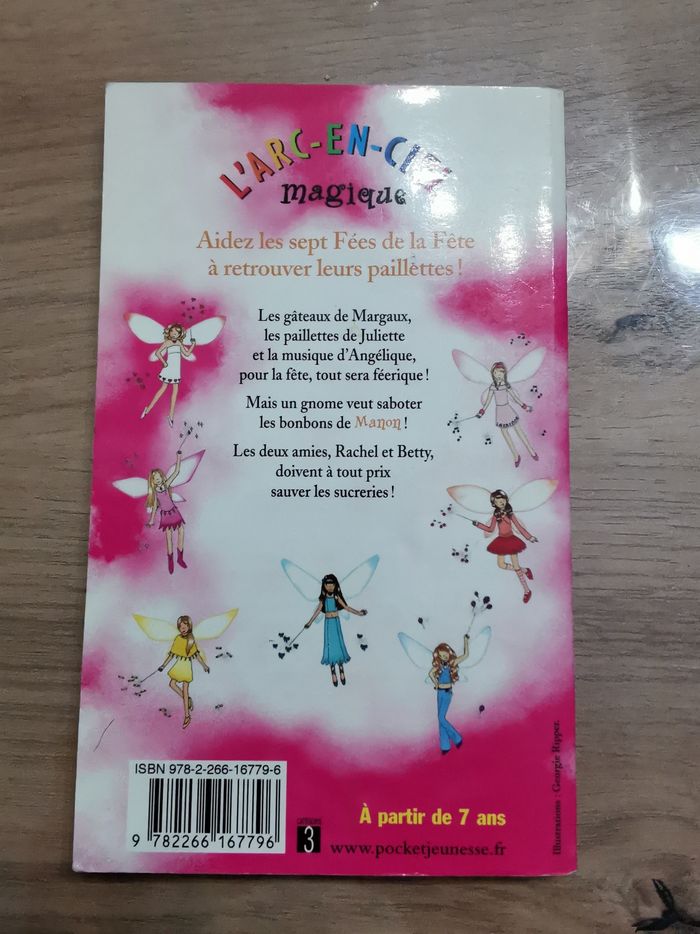 L'ARC-EN-CIEL
magique
Aidez les sept Fées de la Fête
à retrouver leurs paillettes !
Les gâteaux de Margaux,
les paillettes de Juliette
et la musique d'Angélique,
pour la fête, tout sera féerique !
Mais un gnome veut saboter
les bonbons de Manon !
Les deux amies, Rachel et Betty,
doivent à tout prix
sauver les sucreries !
Illustrations : Georgie Ripper.
ISBN 978-2-266-16779-6
9 782266 167796
CATÉGORIE
3
À partir de 7 ans
www.pocketjeunesse.fr